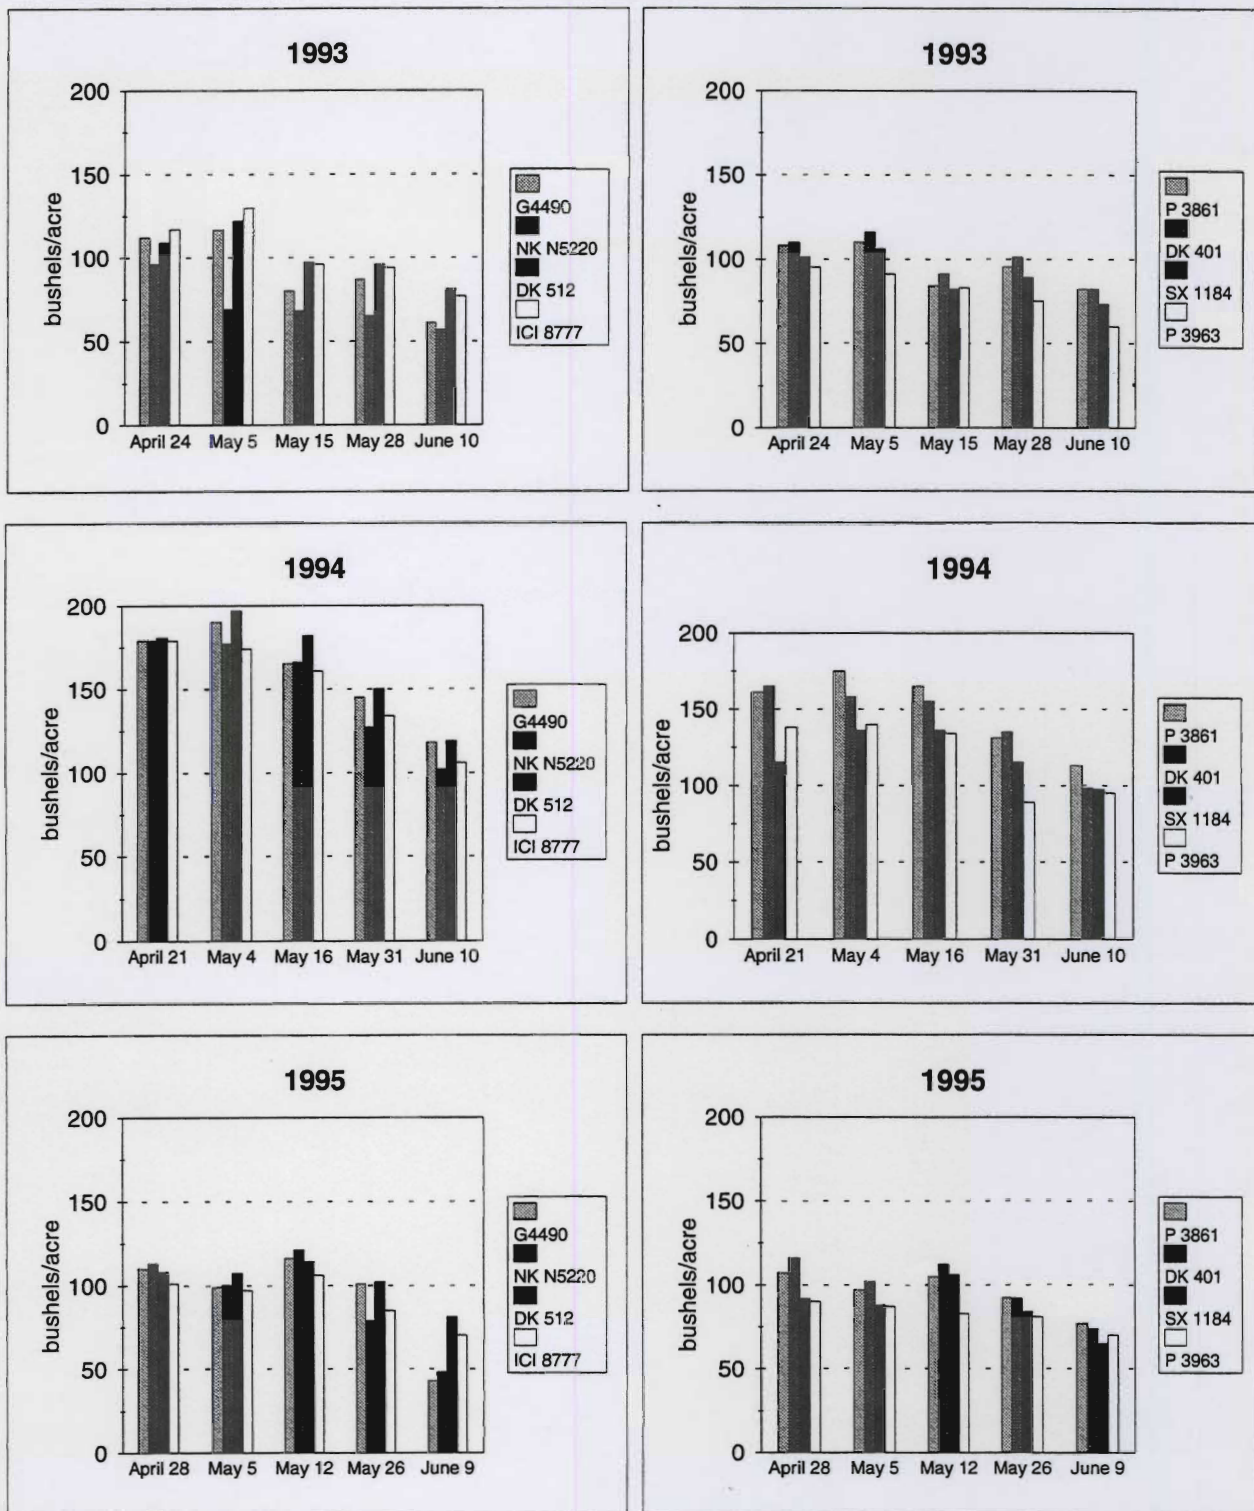 1993
200
150
100
50
0
bushels/acre
April 24 May 5 May 15 May 28 June 10
G4490
NK N5220
DK 512
ICI 8777
1993
200
150
100
50
0
bushels/acre
April 24 May 5 May 15 May 28 June 10
P 3861
DK 401
SX 1184
P 3963
1994
200
150
100
50
0
bushels/acre
April 21 May 4 May 16 May 31 June 10
G4490
NK N5220
DK 512
ICI 8777
1994
200
150
100
50
0
bushels/acre
April 21 May 4 May 16 May 31 June 10
P 3861
DK 401
SX 1184
P 3963
1995
200
150
100
50
0
bushels/acre
April 28 May 5 May 12 May 26 June 9
G4490
NK N5220
DK 512
ICI 8777
1995
200
150
100
50
0
bushels/acre
April 28 May 5 May 12 May 26 June 9
P 3861
DK 401
SX 1184
P 3963